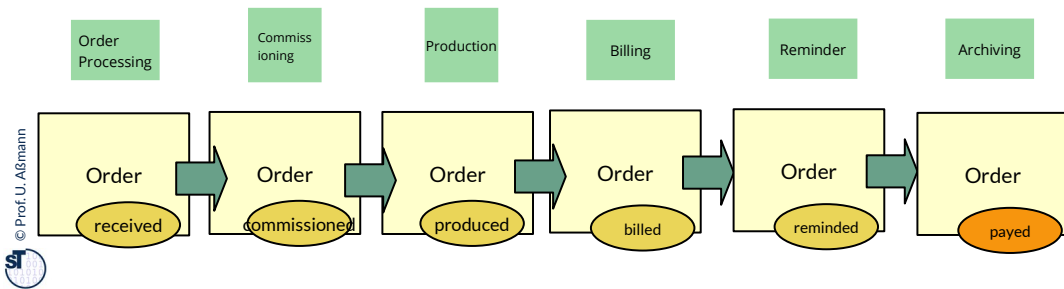 Order
Processing
Commiss
ioning
Production
Billing
Reminder
Archiving
Order
received
Order
commissioned
Order
produced
Order
billed
Order
reminded
Order
payed
© Prof. U. Aßmann
ST